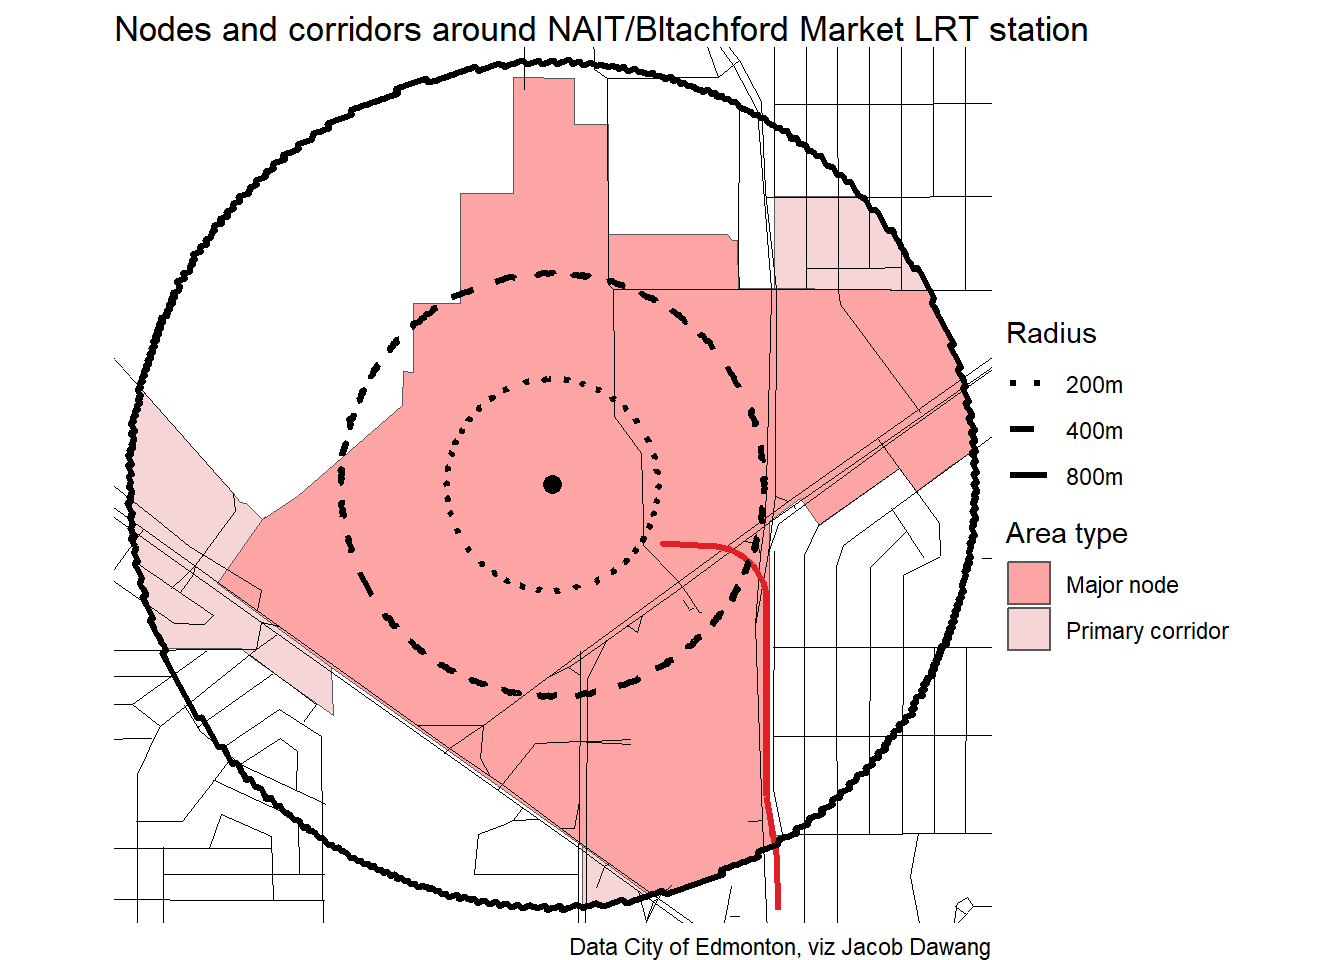 Nodes and corridors around NAIT/Bltachford Market LRT station
Radius
200m
400m
800m
Area type
Major node
Primary corridor
Data City of Edmonton, viz Jacob Dawang